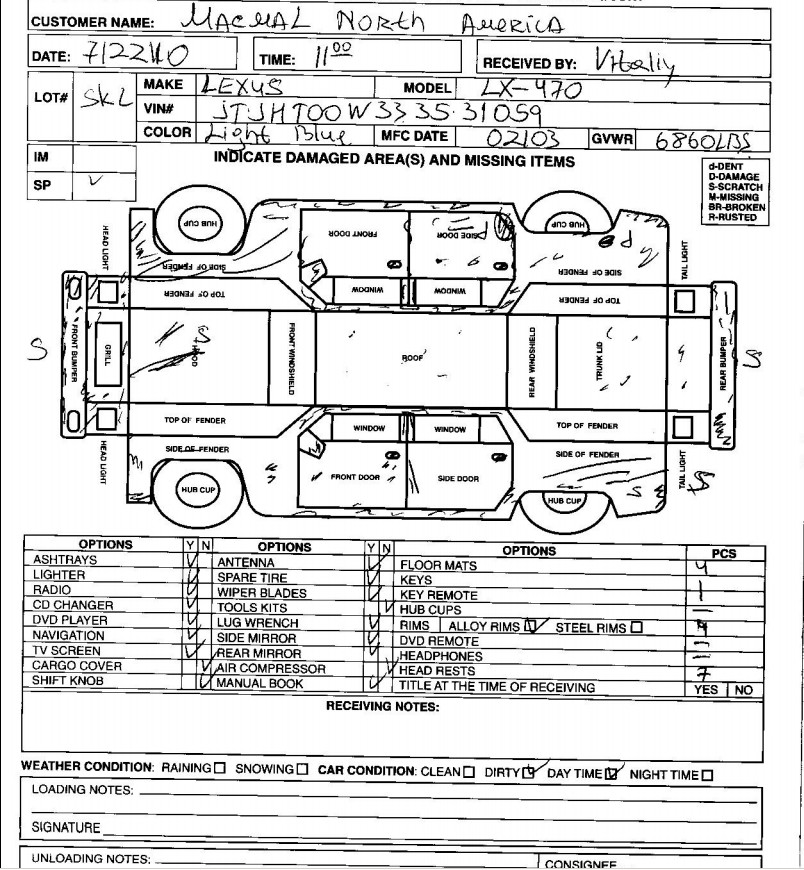 CUSTOMER NAME: MACMAL North America
DATE: 7/22/10 TIME: 11 00 RECEIVED BY: Vitaliy
LOT# SKL MAKE LEXUS MODEL LX-470
VIN# JTJHT00W333531059
COLOR Light Blue MFC DATE 02/03 GVWR 6860LBS
IM
SP
INDICATE DAMAGED AREA(S) AND MISSING ITEMS
d-DENT
D-DAMAGE
S-SCRATCH
M-MISSING
BR-BROKEN
R-RUSTED
HUB CUP HUB CUP
HEAD LIGHT FRONT DOOR SIDE DOOR D D TAIL LIGHT
SIDE OF FENDER WINDOW WINDOW SIDE OF FENDER
TOP OF FENDER TOP OF FENDER
S FRONT BUMPER GRILL HOOD S FRONT WINDSHIELD ROOF REAR WINDSHIELD TRUNK LID REAR BUMPER S
TOP OF FENDER WINDOW WINDOW TOP OF FENDER
HEAD LIGHT SIDE OF FENDER SIDE OF FENDER TAIL LIGHT S
FRONT DOOR SIDE DOOR
HUB CUP HUB CUP S
OPTIONS Y N OPTIONS Y N OPTIONS PCS
ASHTRAYS ANTENNA FLOOR MATS 4
LIGHTER SPARE TIRE KEYS
RADIO WIPER BLADES KEY REMOTE 1
CD CHANGER TOOLS KITS HUB CUPS –
DVD PLAYER LUG WRENCH RIMS ALLOY RIMS STEEL RIMS
NAVIGATION SIDE MIRROR DVD REMOTE –
TV SCREEN REAR MIRROR HEADPHONES –
CARGO COVER AIR COMPRESSOR HEAD RESTS 7
SHIFT KNOB MANUAL BOOK TITLE AT THE TIME OF RECEIVING YES NO
RECEIVING NOTES:
WEATHER CONDITION: RAINING SNOWING CAR CONDITION: CLEAN DIRTY DAY TIME NIGHT TIME
LOADING NOTES:
SIGNATURE
UNLOADING NOTES: CONSIGNEE